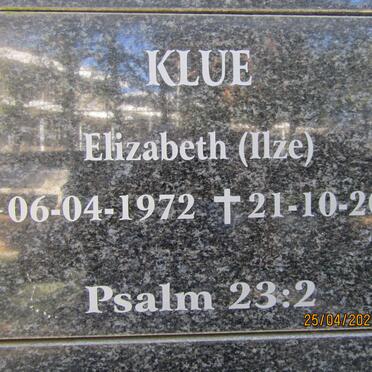 KLUE
Elizabeth (Ilze)
06-04-1972 ✝21-10-20
Psalm 23:2
25/04/202